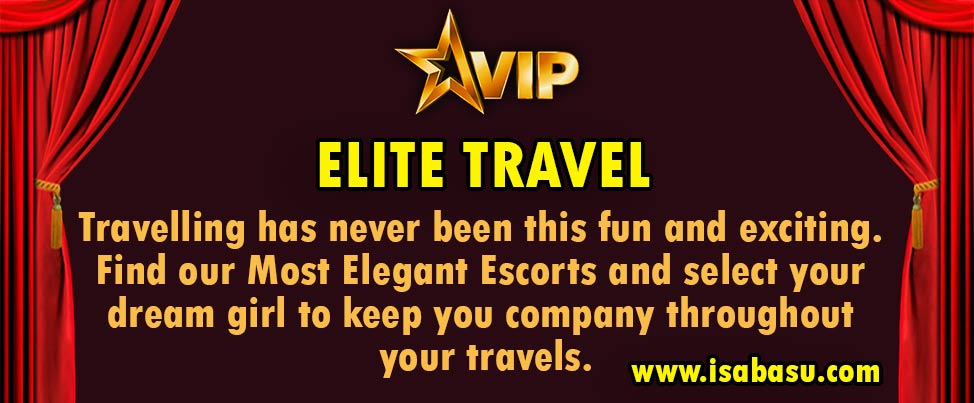 VIP
ELITE TRAVEL
Travelling has never been this fun and exciting.
Find our Most Elegant Escorts and select your
dream girl to keep you company throughout
your travels.
www.isabasu.com